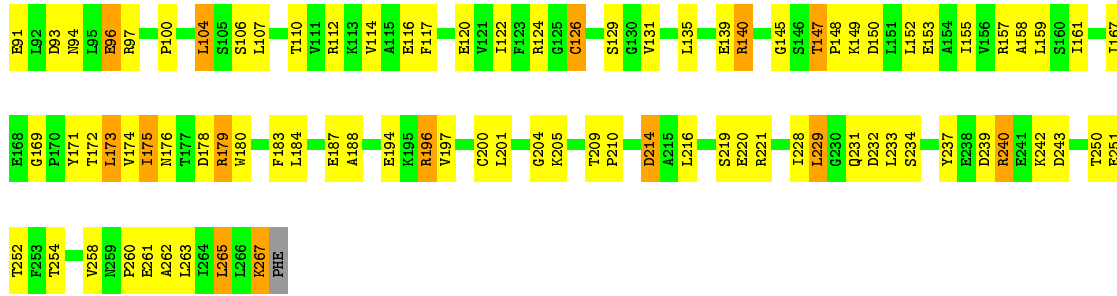 E91 L92 D93 N94 L95 E96 R97 P100 L104 S105 S106 L107 T110 V111 R112 K113 V114 A115 E116 F117 E120 V121 I122 F123 R124 G125 C126 S129 G130 V131 L135 E139 R140 G145 S146 T147 P148 K149 D150 L151 L152 E153 A154 I155 V156 R157 A158 L159 S160 I161 I167
E168 G169 P170 Y171 T172 L173 V174 I175 N176 T177 D178 R179 W180 F183 L184 E187 A188 E194 K195 R196 V197 C200 L201 G204 K205 T209 P210 D214 A215 L216 S219 E220 R221 I228 L229 G230 Q231 D232 L233 S234 Y237 E238 D239 R240 E241 K242 D243 T250
T252 F253 T254 V258 N259 P260 E261 A262 L263 I264 L265 L266 K267 PHE